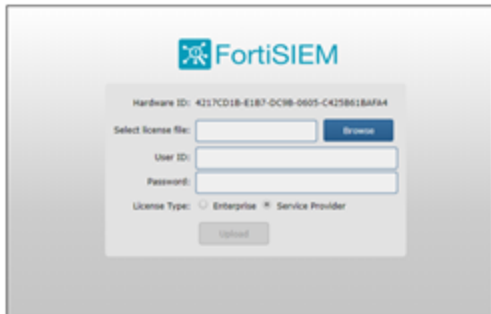 FortiSIEM
Hardware ID: 4217CD1B-E1B7-DC9B-0605-C425B61BAFA4
Select license file: Browse
User ID:
Password:
License Type: Enterprise Service Provider
Upload